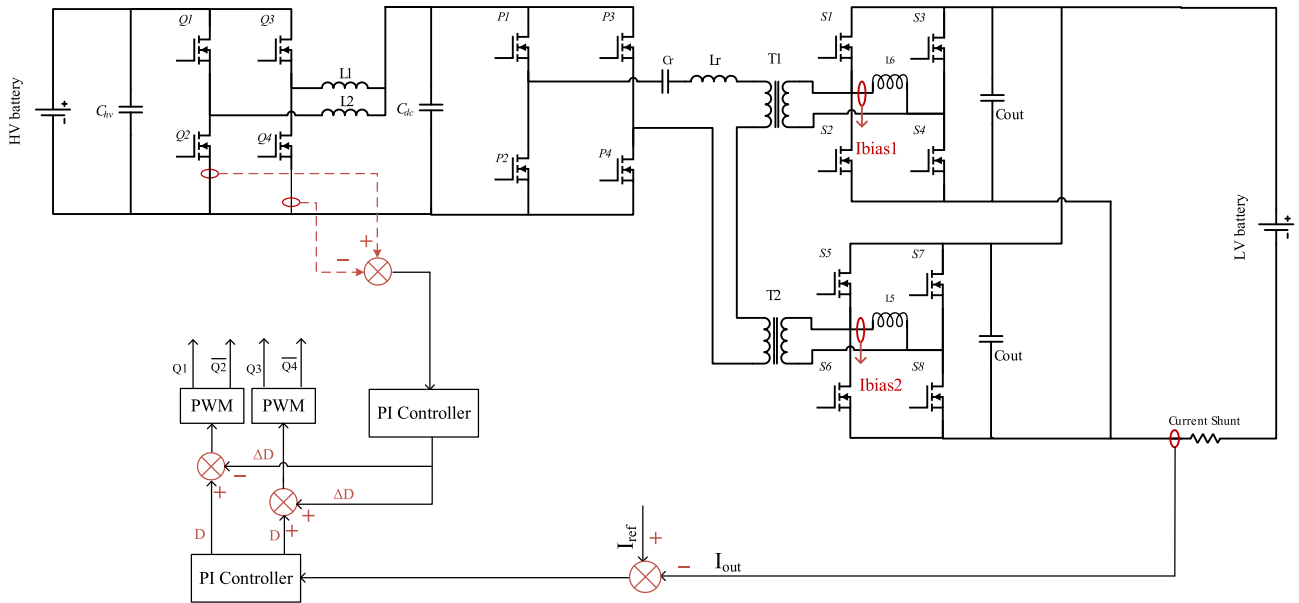 HV battery
+
-
Chv
Q1
Q3
Q2
Q4
L1
L2
Cdc
P1
P3
P2
P4
Cr
Lr
T1
T2
S1
S3
S2
S4
L6
Ibias1
Cout
S5
S7
S6
S8
L5
Ibias2
Cout
LV battery
+
-
Current Shunt
+
−
Q1
Q2
Q3
Q4
PWM
PWM
PI Controller
ΔD
−
+
ΔD
+
D
D
+
PI Controller
Iref
+
−
Iout